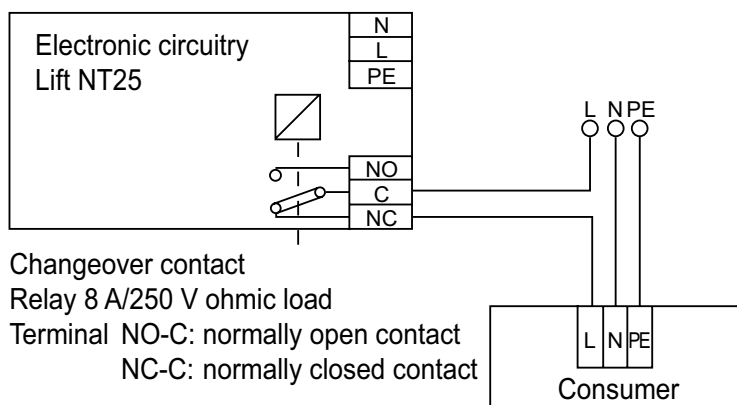 Electronic circuitry
Lift NT25
N
L
PE
L N PE
NO
C
NC
Changeover contact
Relay 8 A/250 V ohmic load
Terminal NO-C: normally open contact
NC-C: normally closed contact
L N PE
Consumer